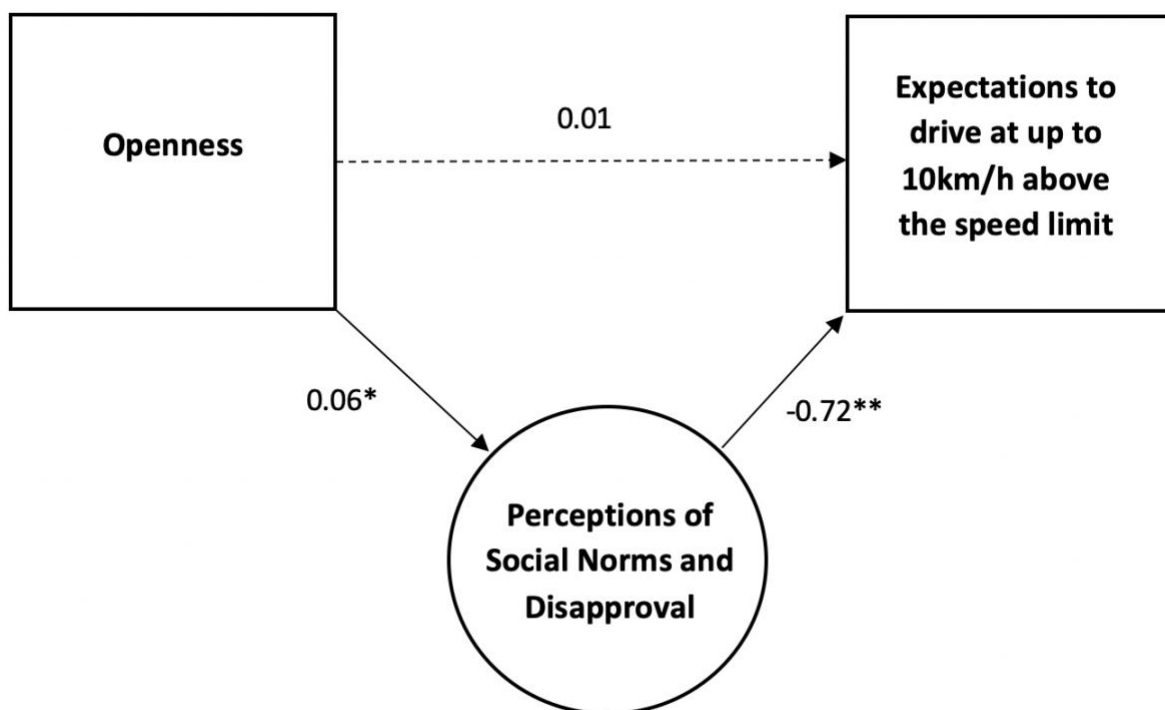 Openness
0.01
Expectations to
drive at up to
10km/h above
the speed limit
0.06*
-0.72**
Perceptions of
Social Norms and
Disapproval